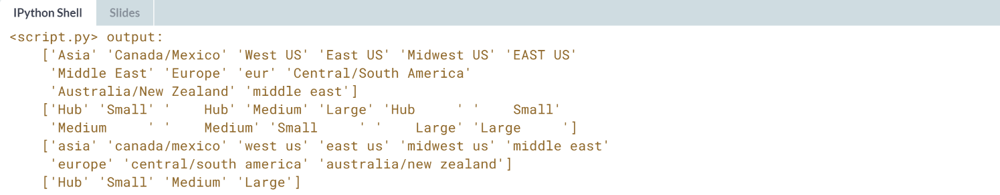 IPython Shell Slides
<script.py> output:
['Asia' 'Canada/Mexico' 'West US' 'East US' 'Midwest US' 'EAST US'
'Middle East' 'Europe' 'eur' 'Central/South America'
'Australia/New Zealand' 'middle east']
['Hub' 'Small' '    Hub' 'Medium' 'Large' 'Hub     ' '    Small'
'Medium     ' '    Medium' 'Small     ' '    Large' 'Large     ']
['asia' 'canada/mexico' 'west us' 'east us' 'midwest us' 'middle east'
'europe' 'central/south america' 'australia/new zealand']
['Hub' 'Small' 'Medium' 'Large']